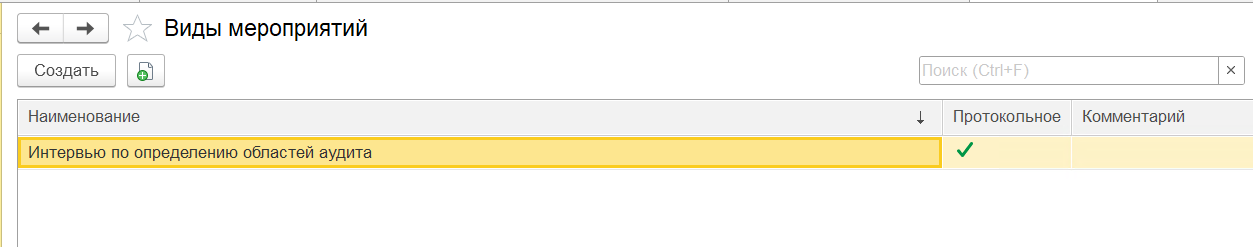 Виды мероприятий
Создать
Поиск (Ctrl+F)
Наименование Протокольное Комментарий
Интервью по определению областей аудита